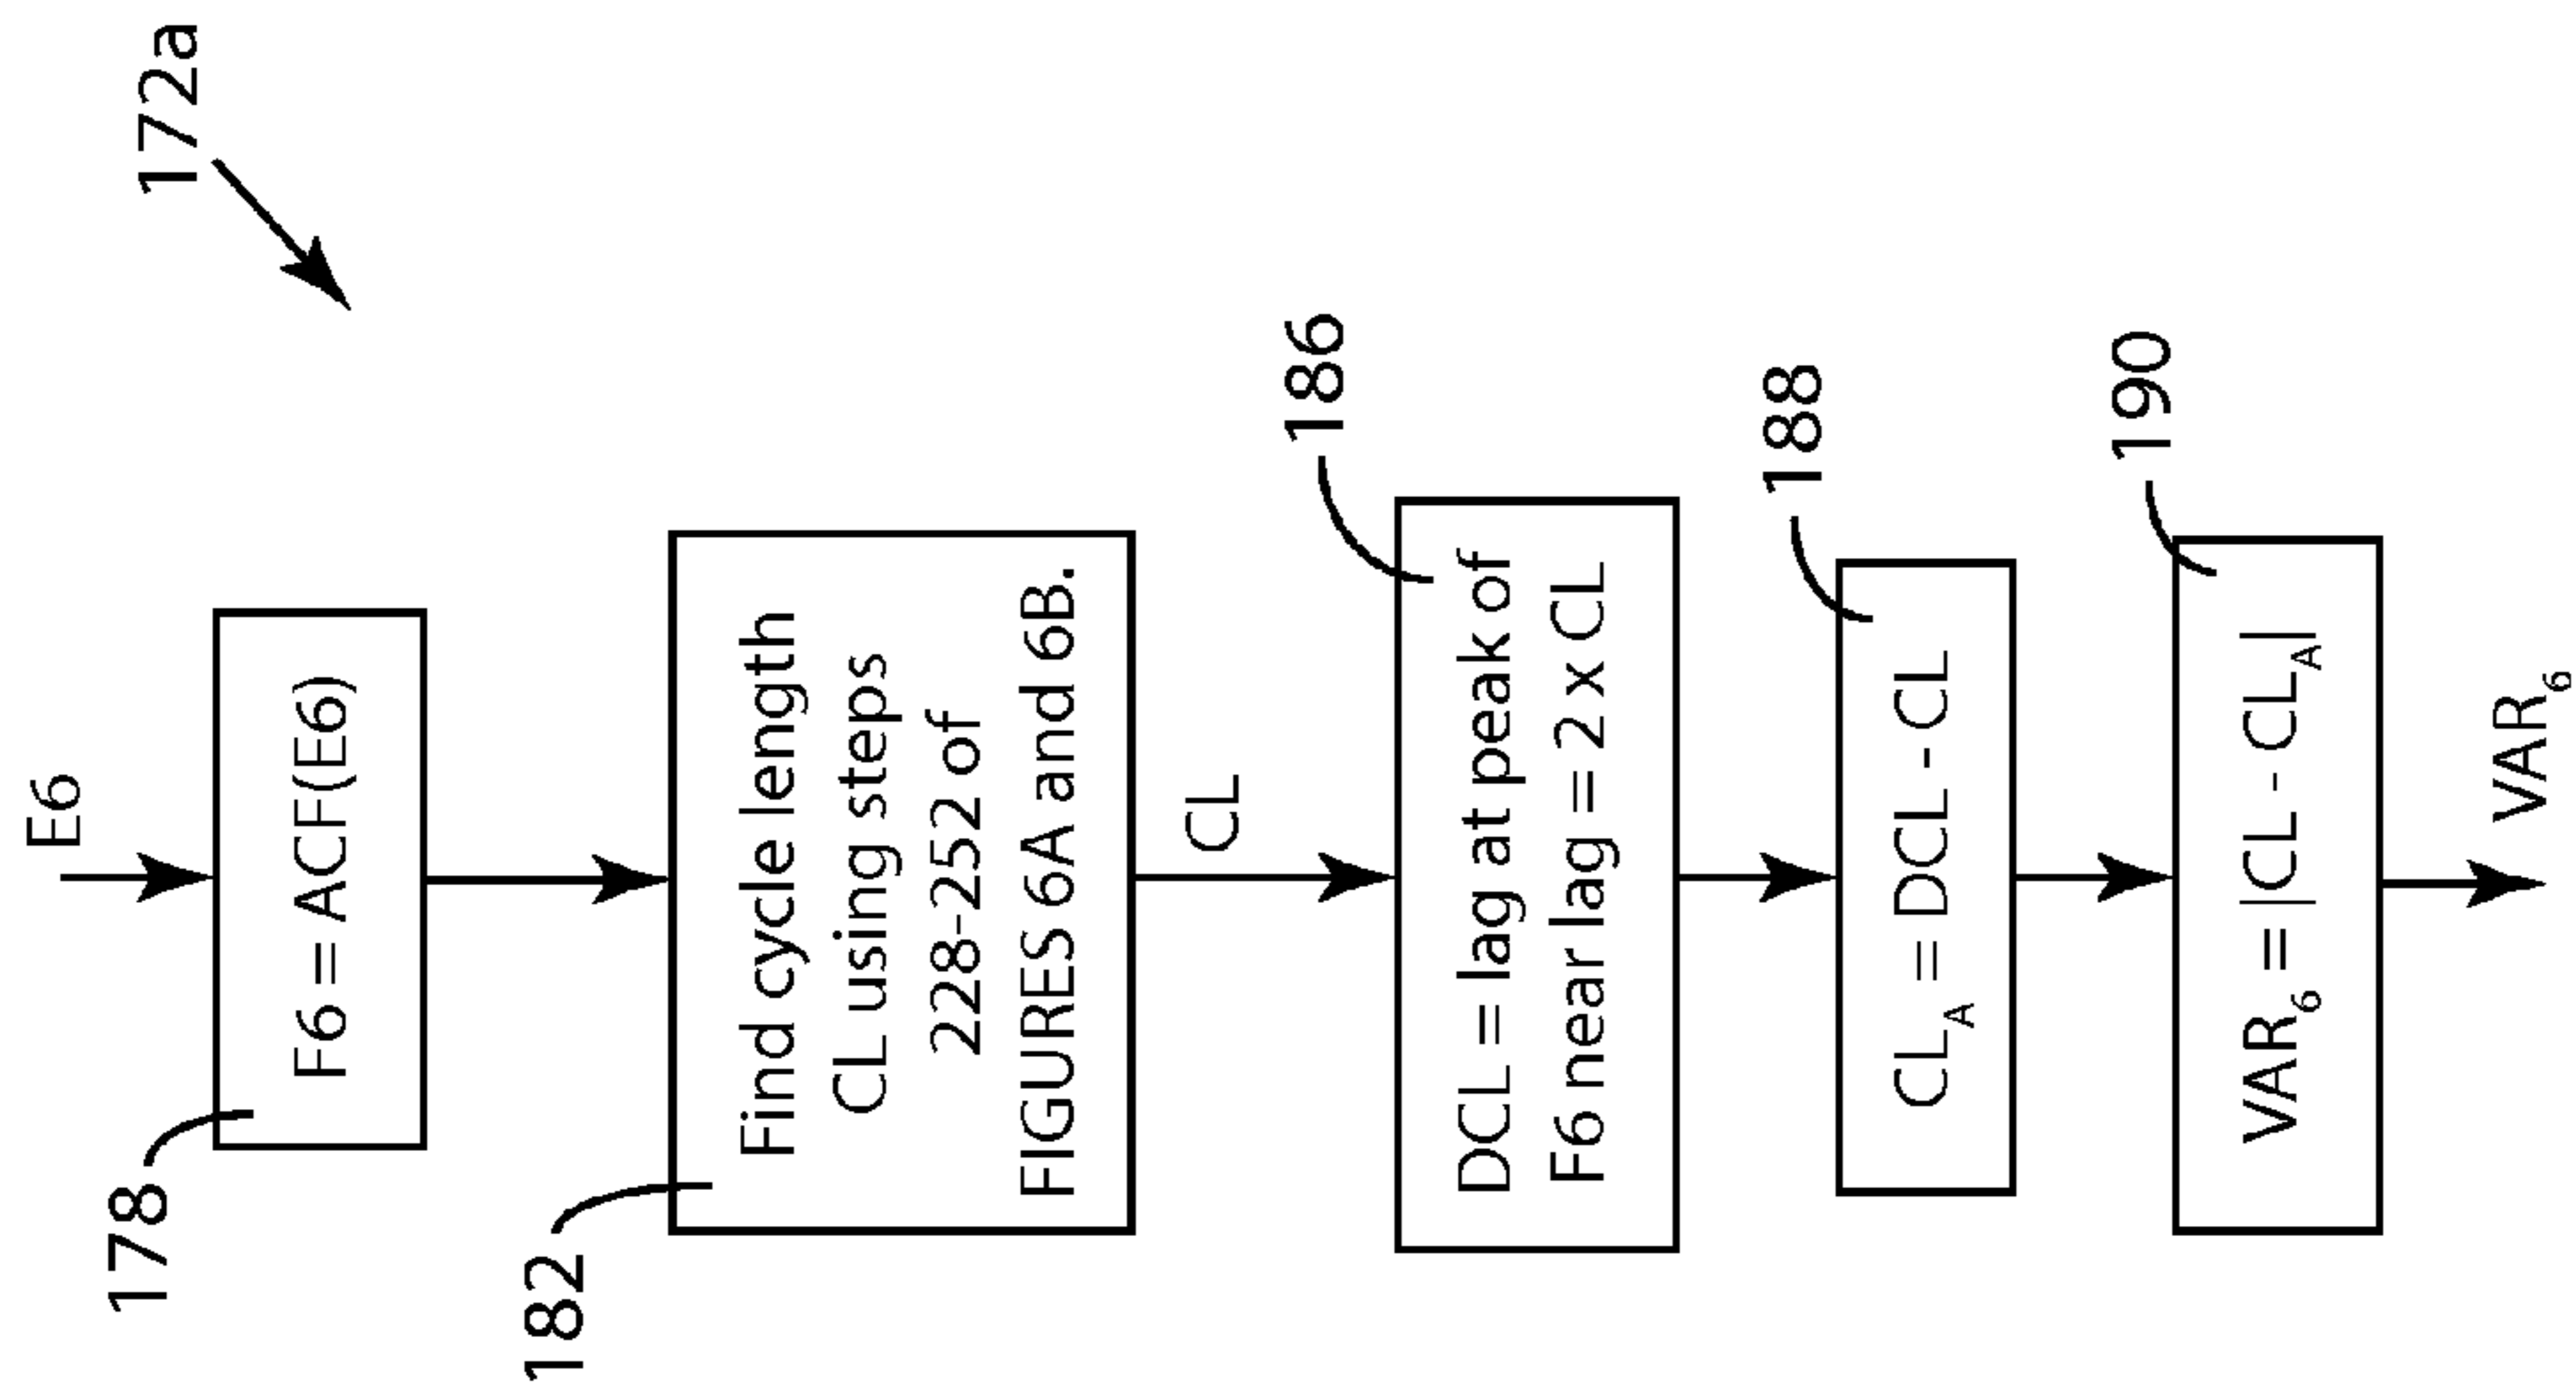 172a
E6
178
F6 = ACF(E6)
182
Find cycle length
CL using steps
228-252 of
FIGURES 6A and 6B.
CL
186
DCL = lag at peak of
F6 near lag = 2 x CL
188
CL_A = DCL - CL
190
VAR_6 = |CL - CL_A|
VAR_6